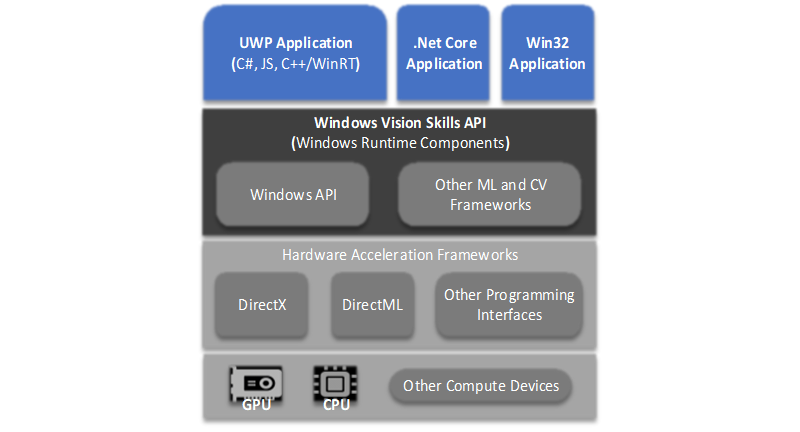 UWP Application
(C#, JS, C++/WinRT)
.Net Core
Application
Win32
Application
Windows Vision Skills API
(Windows Runtime Components)
Windows API
Other ML and CV
Frameworks
Hardware Acceleration Frameworks
DirectX
DirectML
Other Programming
Interfaces
GPU
CPU
Other Compute Devices